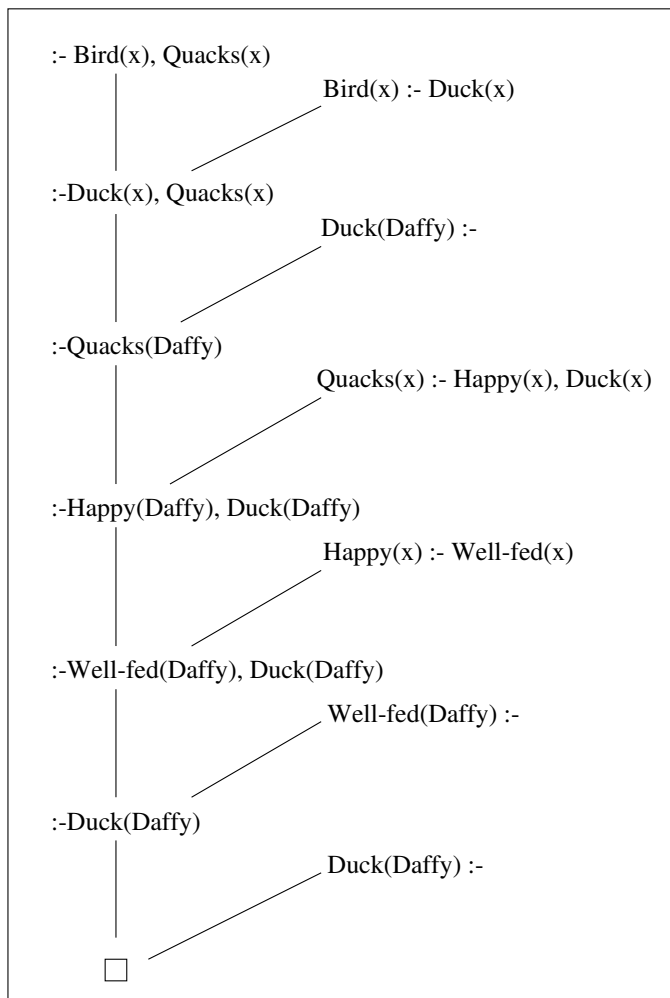 :- Bird(x), Quacks(x)
Bird(x) :- Duck(x)
:-Duck(x), Quacks(x)
Duck(Daffy) :-
:-Quacks(Daffy)
Quacks(x) :- Happy(x), Duck(x)
:-Happy(Daffy), Duck(Daffy)
Happy(x) :- Well-fed(x)
:-Well-fed(Daffy), Duck(Daffy)
Well-fed(Daffy) :-
:-Duck(Daffy)
Duck(Daffy) :-